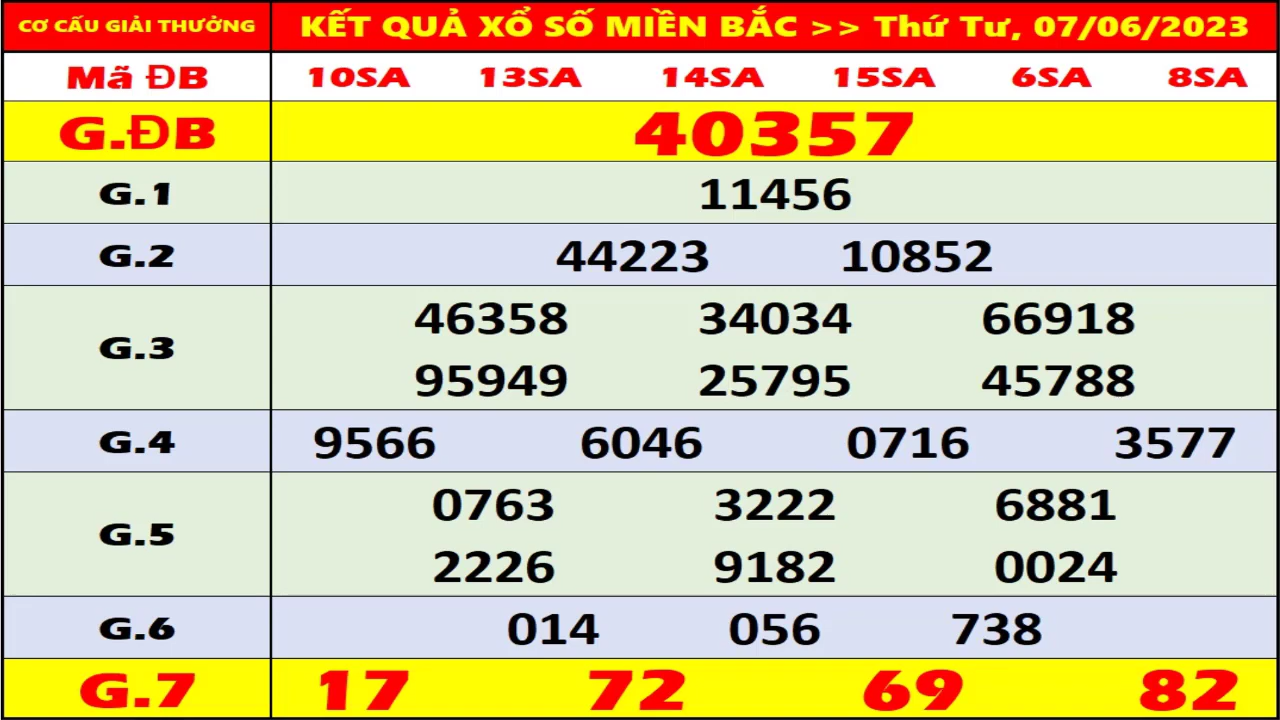 CƠ CẤU GIẢI THƯỞNG KẾT QUẢ XỔ SỐ MIỀN BẮC >> Thứ Tư, 07/06/2023
Mã ĐB 10SA 13SA 14SA 15SA 6SA 8SA
G.ĐB 40357
G.1 11456
G.2 44223 10852
G.3 46358 34034 66918
95949 25795 45788
G.4 9566 6046 0716 3577
G.5 0763 3222 6881
2226 9182 0024
G.6 014 056 738
G.7 17 72 69 82